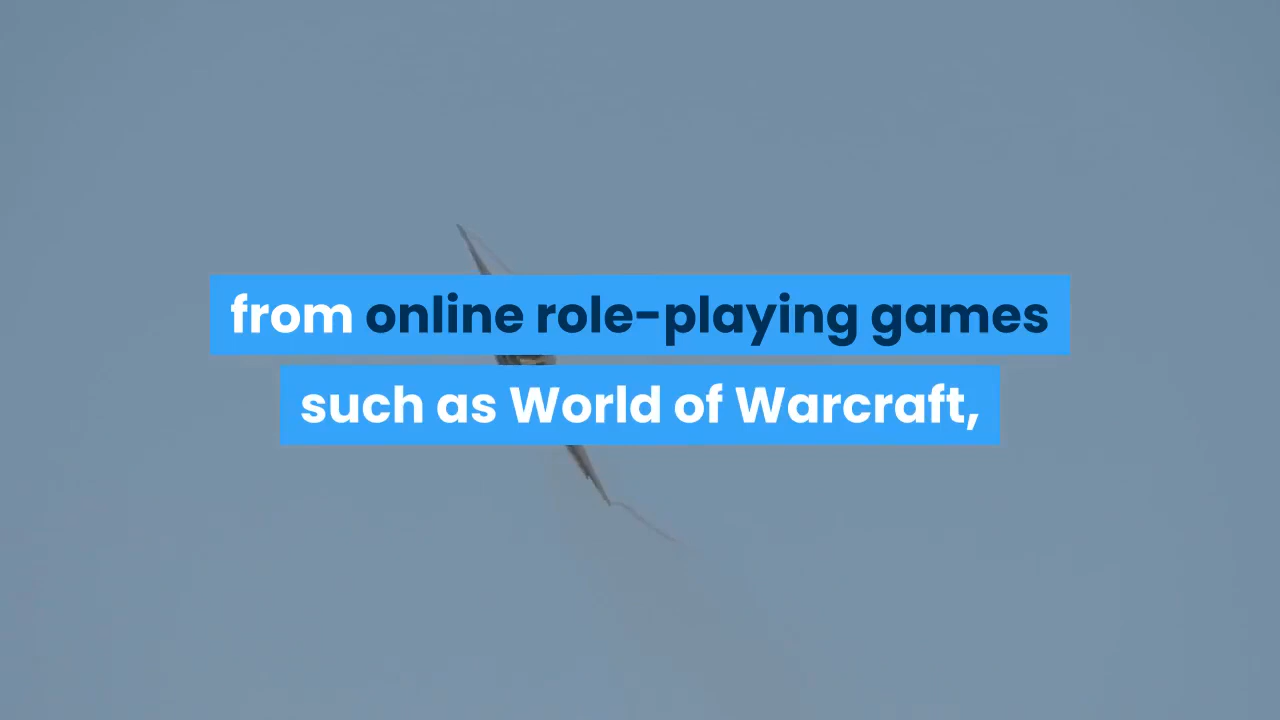 from online role-playing games
such as World of Warcraft,